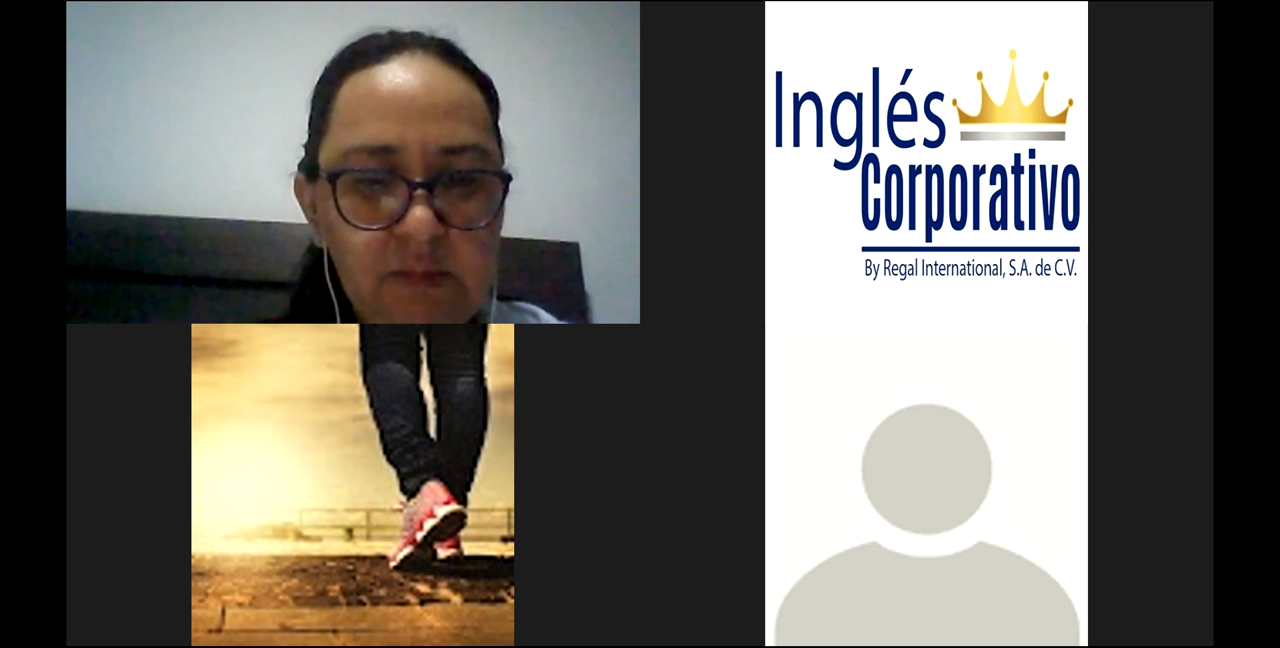 Inglés
Corporativo
By Regal International, S.A. de C.V.